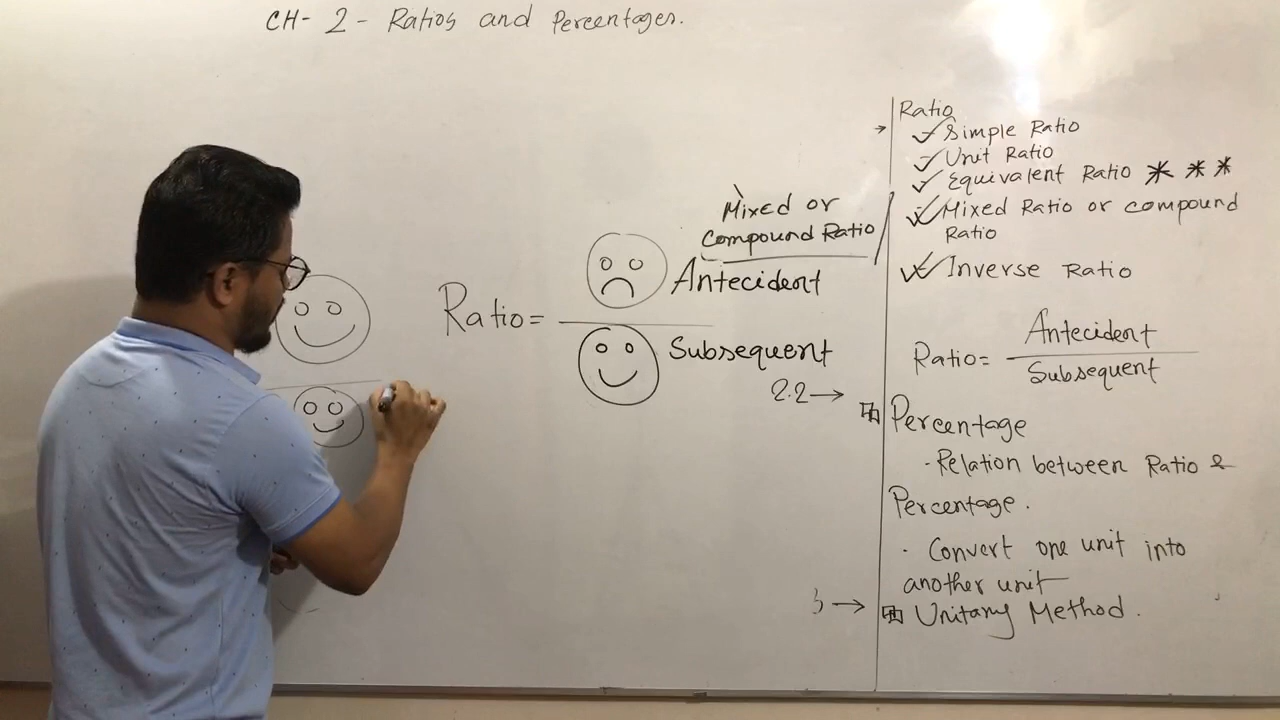 CH- 2 - Ratios and Percentages.
Mixed or
Compound Ratio
Ratio=
Antecident
Subsequent
2.2→
Ratio
→ ✓ Simple Ratio
✓ Unit Ratio
✓ Equivalent Ratio * * *
✓ Mixed Ratio or compound
Ratio
✓ Inverse Ratio
Ratio= Antecident
Subsequent
Percentage
· Relation between Ratio &
Percentage.
· Convert one unit into
another unit
→ Unitary Method.